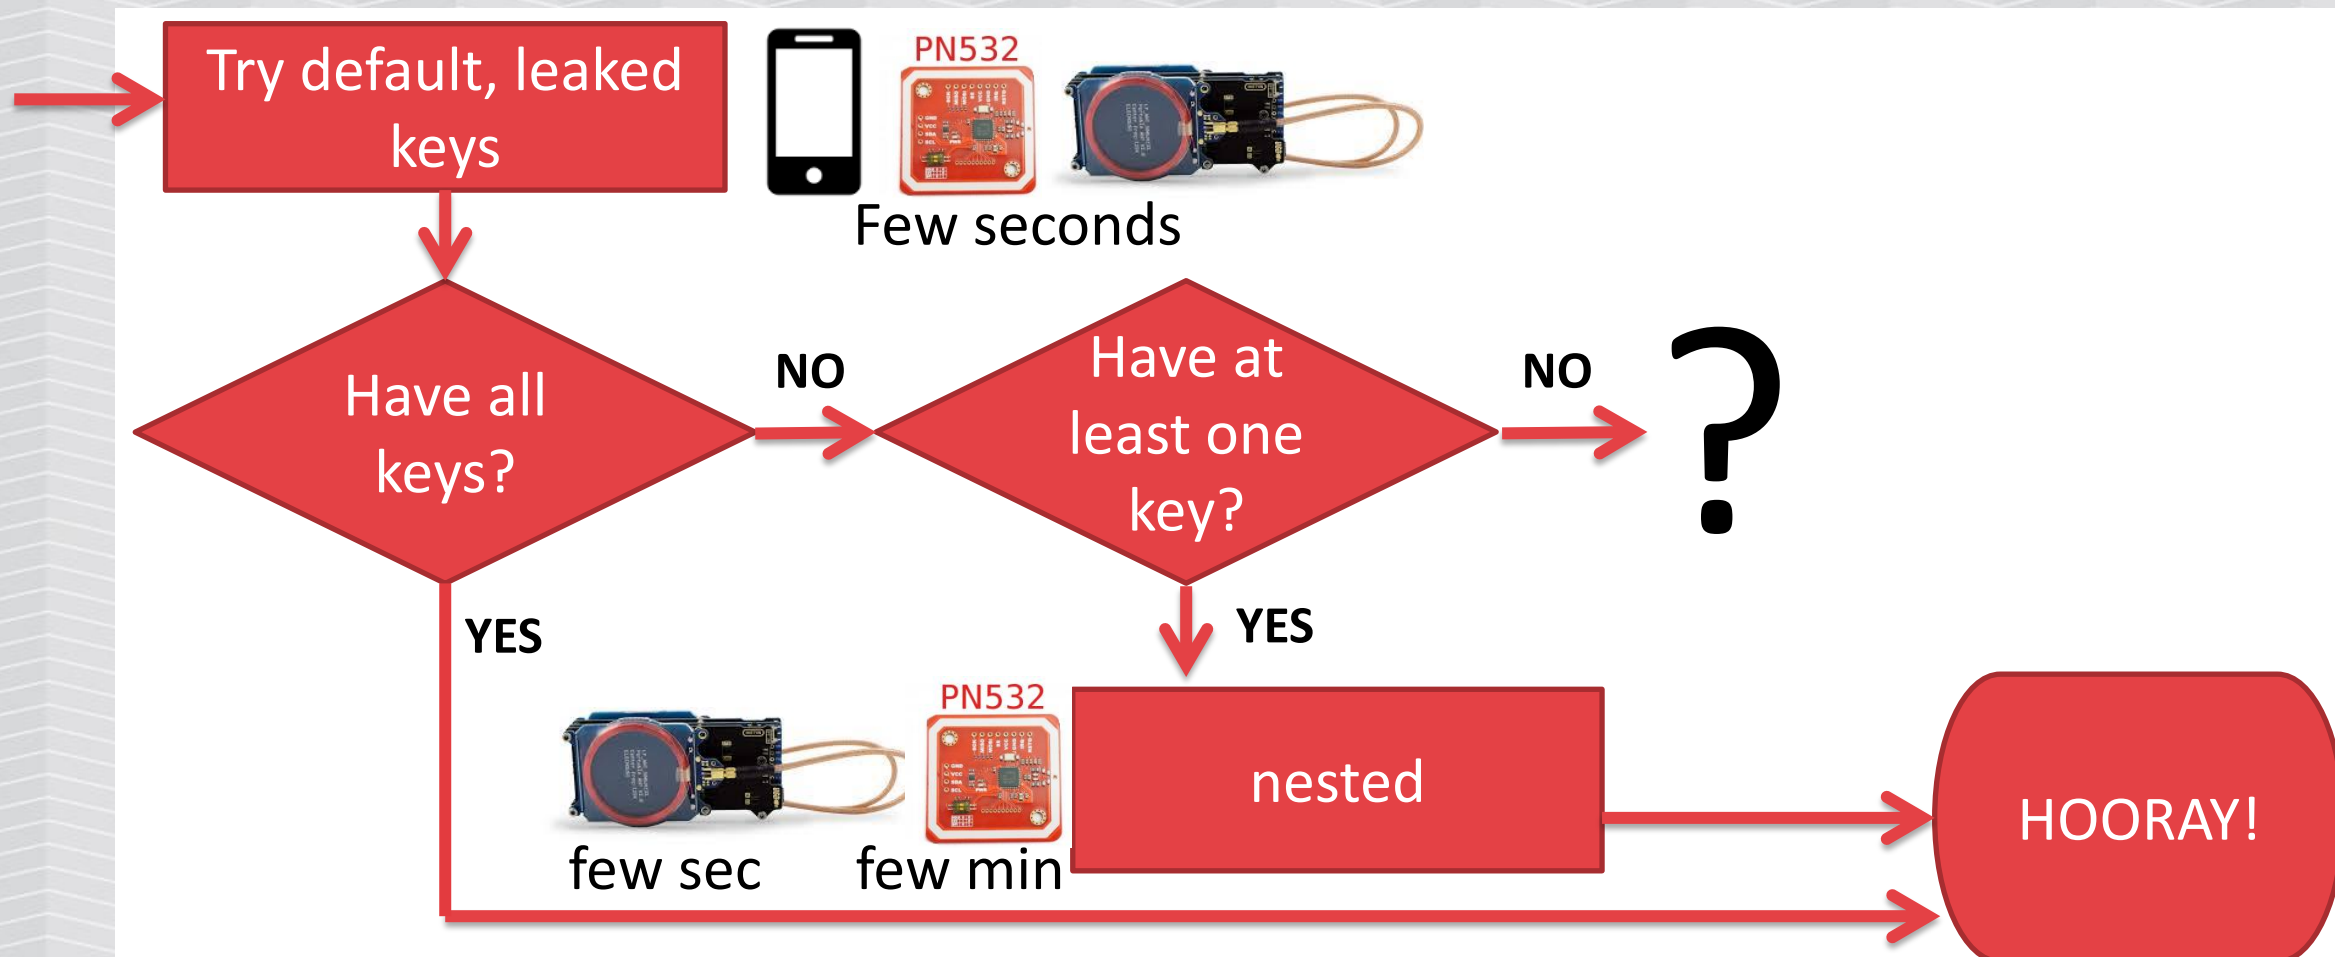 Try default, leaked
keys
PN532
Few seconds
Have all
keys?
NO
Have at
least one
key?
NO
?
YES
YES
PN532
few sec
few min
nested
HOORAY!